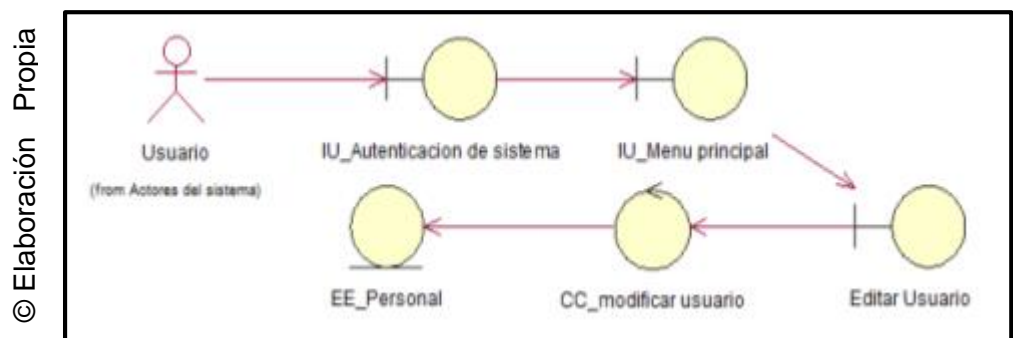 © Elaboración Propia
Usuario
(from Actores del sistema)
IU_Autenticacion de sistema
IU_Menu principal
EE_Personal
CC_modificar usuario
Editar Usuario